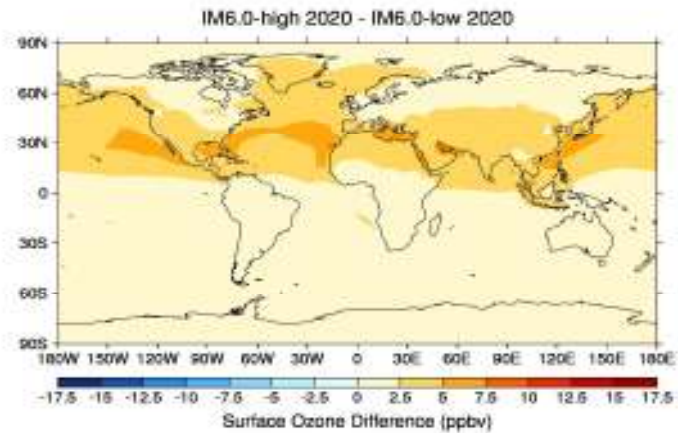 IM6.0-high 2020 - IM6.0-low 2020
90N
60N
30N
0
30S
60S
90S
180W 150W 120W 90W 60W 30W 0 30E 60E 90E 120E 150E 180E
-17.5 -15 -12.5 -10 -7.5 -5 -2.5 0 2.5 5 7.5 10 12.5 15 17.5
Surface Ozone Difference (ppbv)